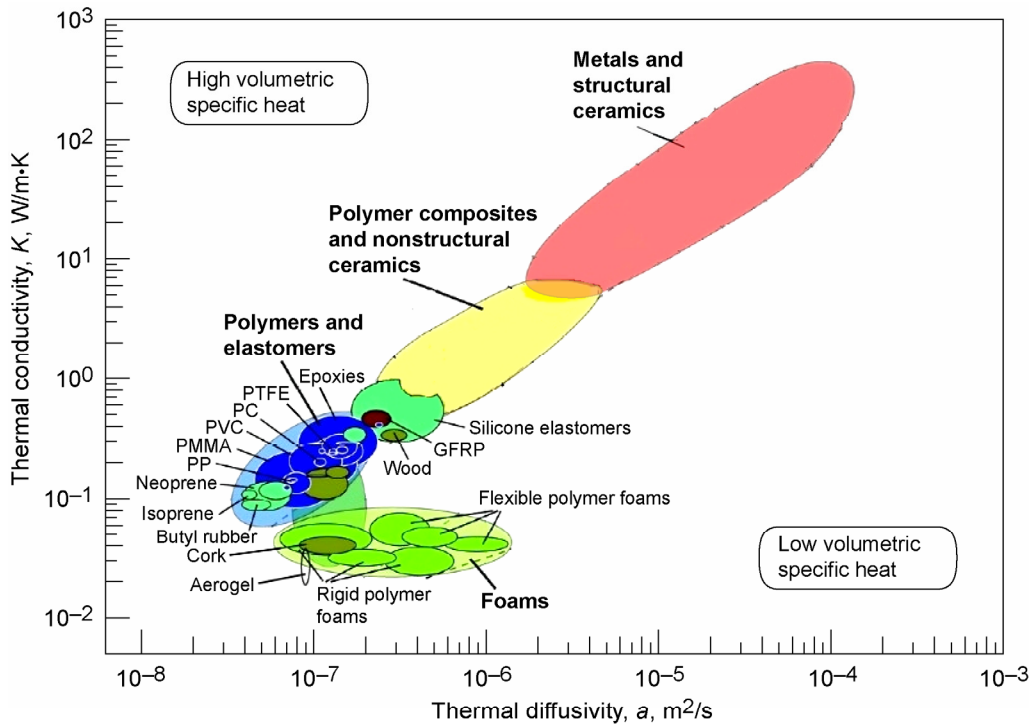 10³
High volumetric
specific heat
Metals and
structural
ceramics
10²
Polymer composites
and nonstructural
ceramics
10¹
Polymers and
elastomers
Epoxies
10⁰
PTFE
PC
PVC
PMMA
PP
Neoprene
Isoprene
Butyl rubber
Cork
Aerogel
Silicone elastomers
GFRP
Wood
10–¹
Flexible polymer foams
Low volumetric
specific heat
Rigid polymer
foams
Foams
10–²
10–⁸
10–⁷
10–⁶
10–⁵
10–⁴
10–³
Thermal conductivity, K, W/m•K
Thermal diffusivity, a, m²/s